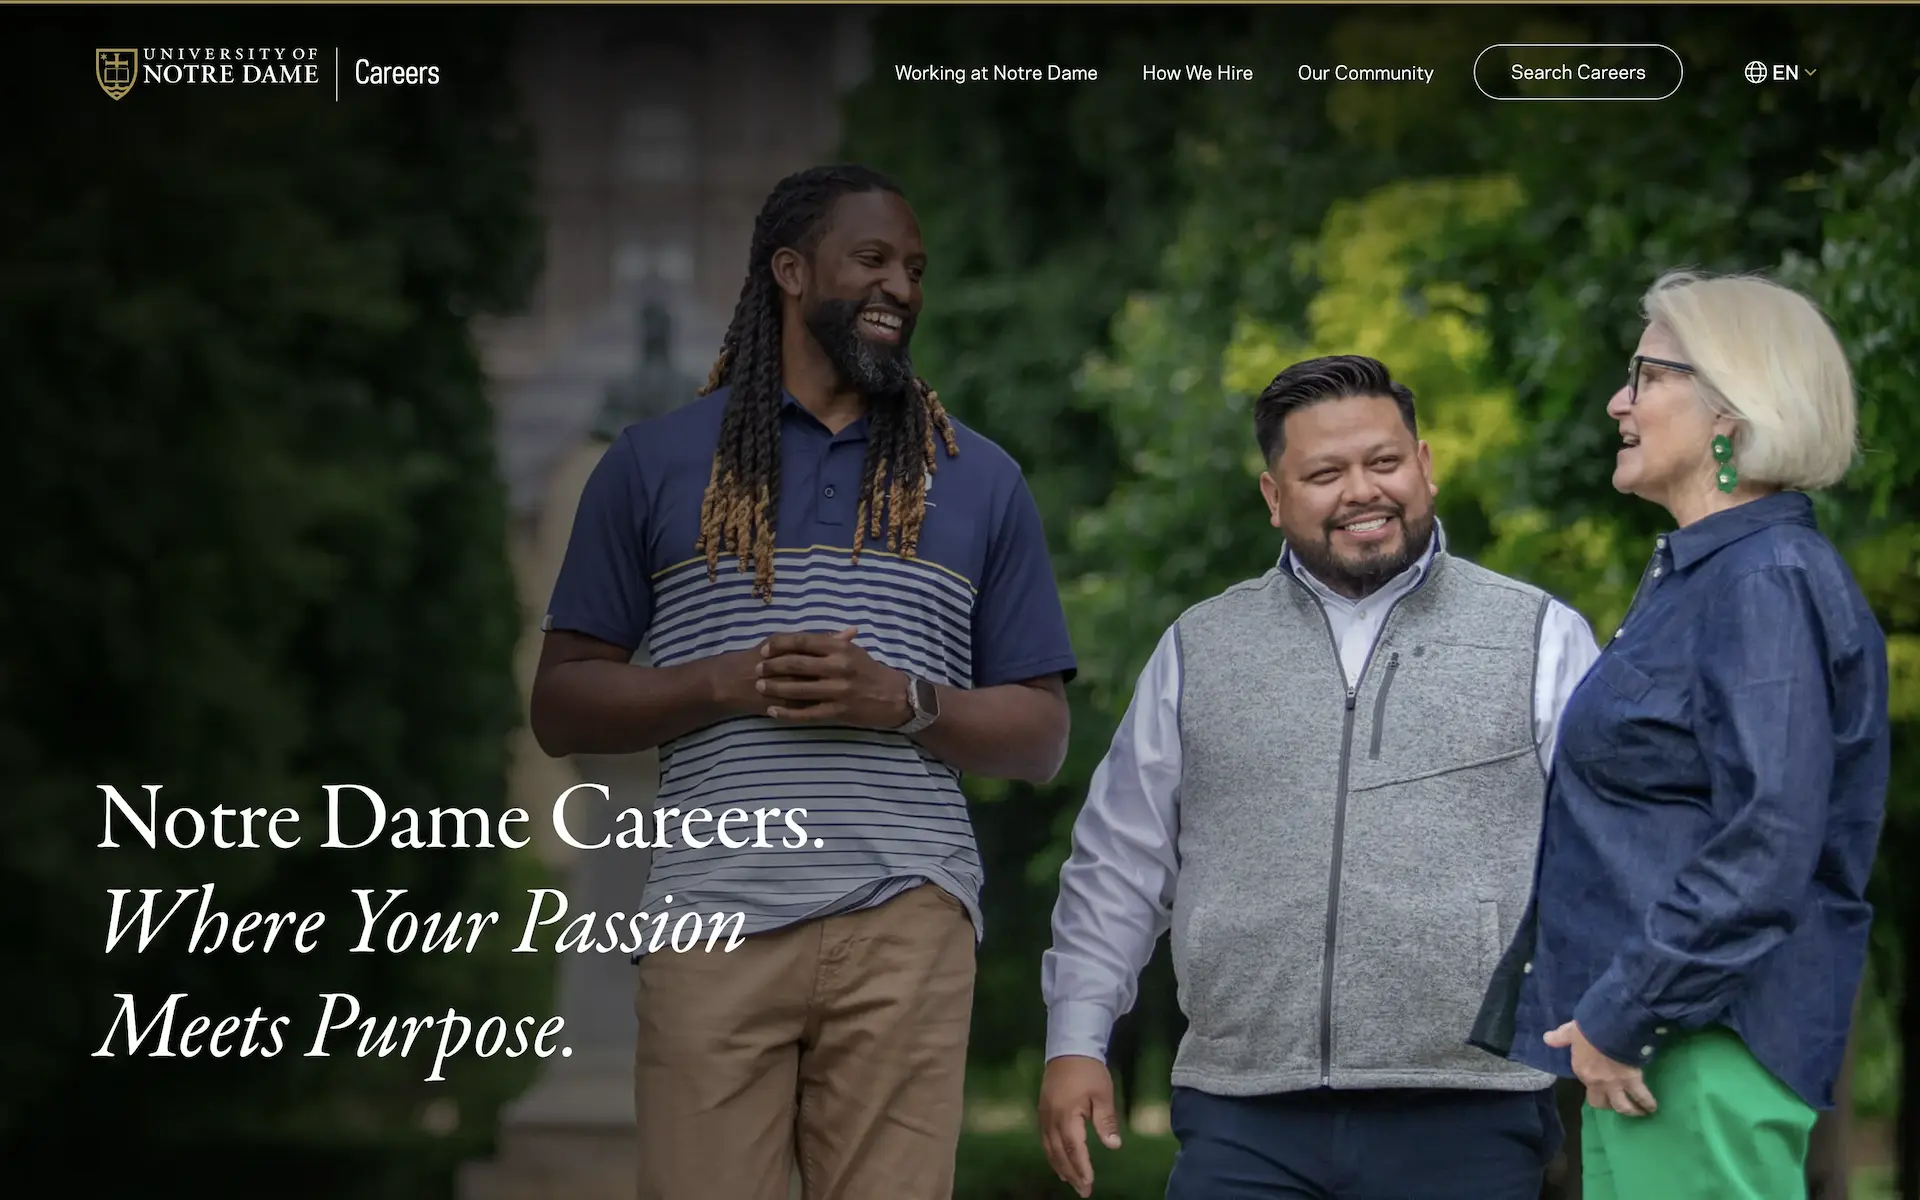 UNIVERSITY OF
NOTRE DAME
Careers
Working at Notre Dame
How We Hire
Our Community
Search Careers
EN
Notre Dame Careers.
Where Your Passion
Meets Purpose.